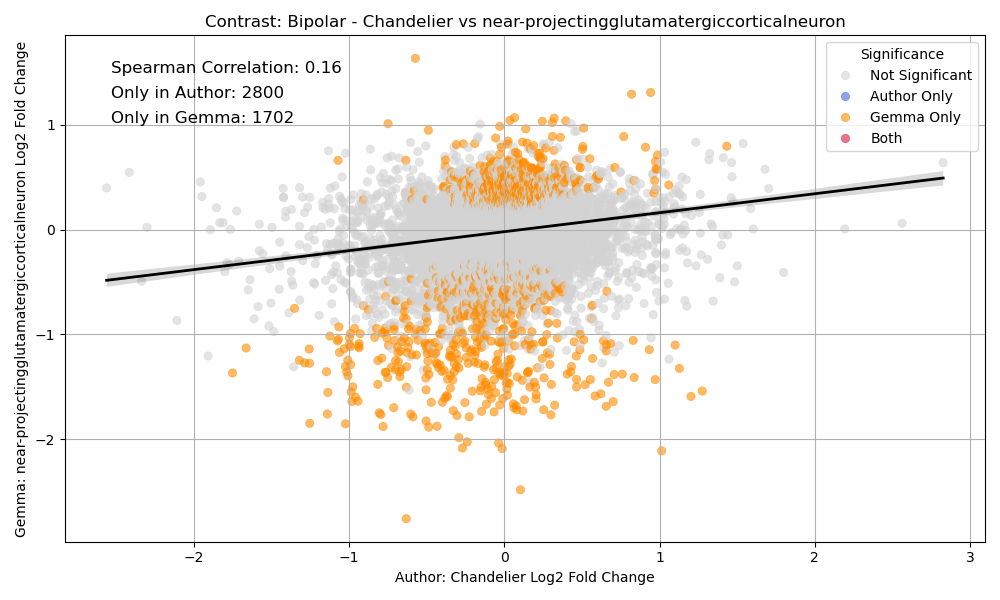 Contrast: Bipolar - Chandelier vs near-projectingglutamatergiccorticalneuron
Spearman Correlation: 0.16
Only in Author: 2800
Only in Gemma: 1702
Significance
Not Significant
Author Only
Gemma Only
Both
Gemma: near-projectingglutamatergiccorticalneuron Log2 Fold Change
1
0
−1
−2
−2
−1
0
1
2
3
Author: Chandelier Log2 Fold Change